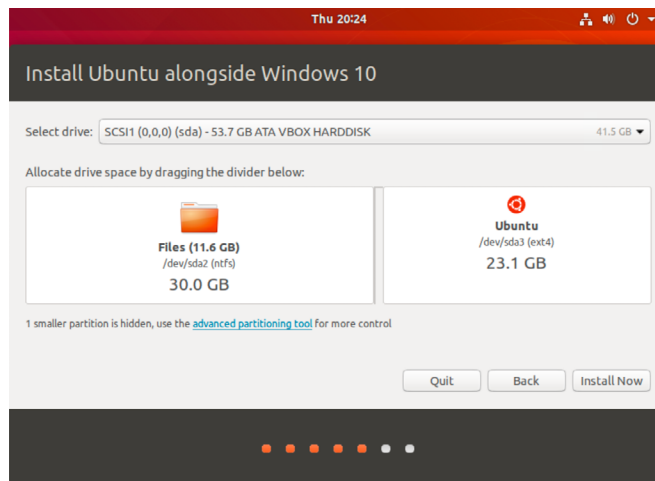 Thu 20:24
Install Ubuntu alongside Windows 10
Select drive: SCSI1 (0,0,0) (sda) - 53.7 GB ATA VBOX HARDDISK 41.5 GB
Allocate drive space by dragging the divider below:
Files (11.6 GB)
/dev/sda2 (ntfs)
30.0 GB
Ubuntu
/dev/sda3 (ext4)
23.1 GB
1 smaller partition is hidden, use the advanced partitioning tool for more control
Quit Back Install Now